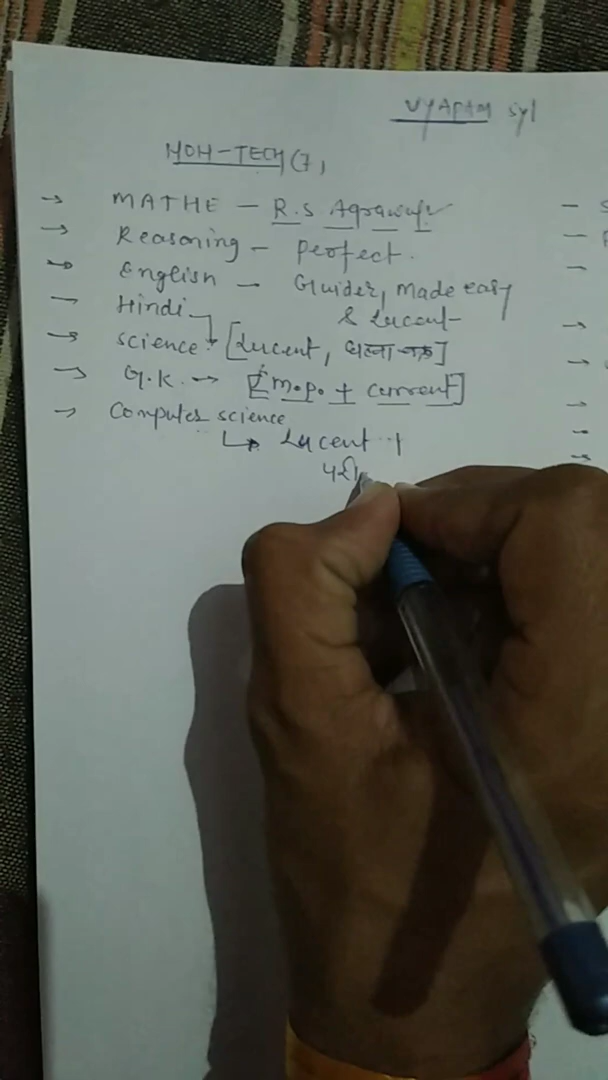 VYAPAM syl
NON-TECH (7)
→ MATHE - R.S Agrawal
→ Reasoning - Perfect.
→ English - Guider, made easy
& Lucent
- Hindi
→ science → [Lucent, घटना चक्र]
→ G.K. → [M.P. + current]
→ Computer science
↳ Lucent +